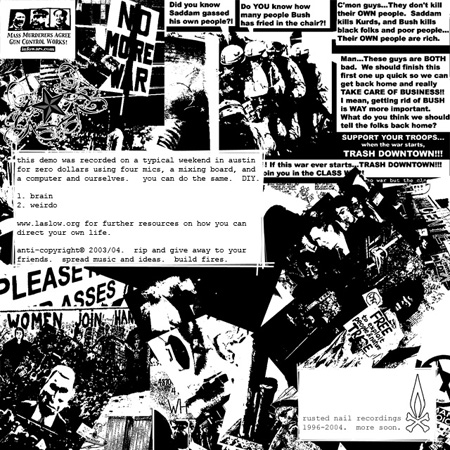 MASS MURDERERS AGREE
GUN CONTROL WORKS!
infowars.com
NO
MORE
WAR
Did you know
Saddam gassed
his own people?!
Do YOU know how
many people Bush
has fried in the chair?!
C'mon guys...They don't kill
their OWN people. Saddam
kills Kurds, and Bush kills
black folks and poor people...
Their OWN people are rich.
Man...These guys are BOTH
bad. We should finish this
first one up quick so we can
get back home and really
TAKE CARE OF BUSINESS!!
I mean, getting rid of BUSH
is WAY more important.
What do you think we should
tell the folks back home?
SUPPORT YOUR TROOPS...
when the war starts,
TRASH DOWNTOWN!!!
! If this war ever starts...TRASH DOWNTOWN!!!
oin you in the CLASS W
this demo was recorded on a typical weekend in austin
for zero dollars using four mics, a mixing board, and
a computer and ourselves. you can do the same. DIY.
1. brain
2. weirdo
www.laslow.org for further resources on how you can
direct your own life.
anti-copyright© 2003/04. rip and give away to your
friends. spread music and ideas. build fires.
PLEASE
ASSES
WOMEN JOIN
FREE
rusted nail recordings
1996-2004. more soon.